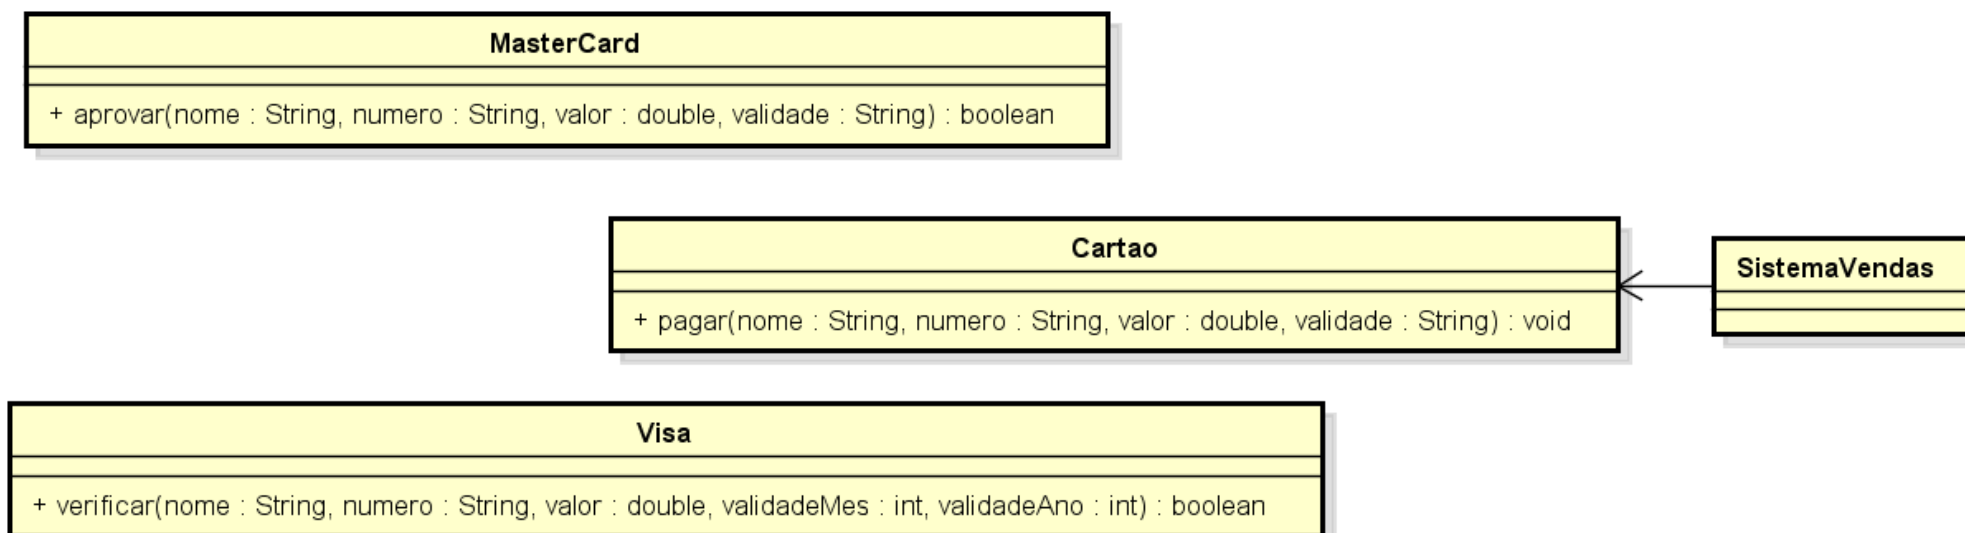 MasterCard
+ aprovar(nome : String, numero : String, valor : double, validade : String) : boolean
Cartao
+ pagar(nome : String, numero : String, valor : double, validade : String) : void
SistemaVendas
Visa
+ verificar(nome : String, numero : String, valor : double, validadeMes : int, validadeAno : int) : boolean